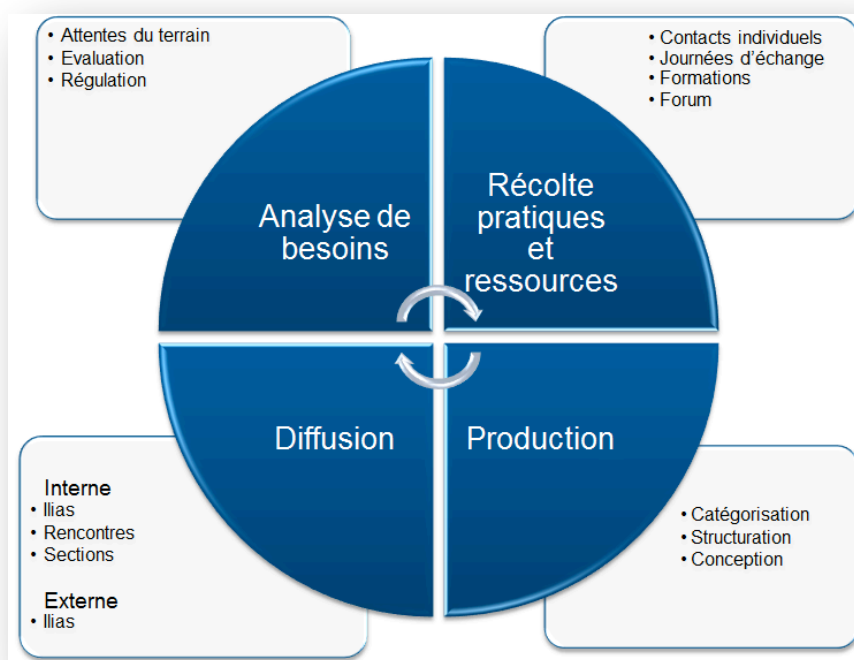 • Attentes du terrain
• Evaluation
• Régulation
• Contacts individuels
• Journées d'échange
• Formations
• Forum
Analyse de
besoins
Récolte
pratiques
et
ressources
Diffusion
Production
Interne
• Ilias
• Rencontres
• Sections
Externe
• Ilias
• Catégorisation
• Structuration
• Conception